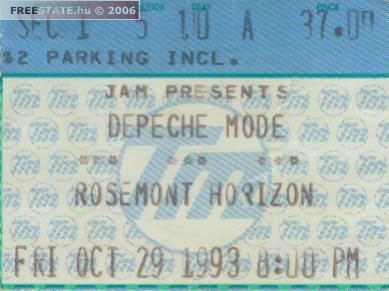 FREESTATE.hu © 2006
SEC 1 5 10 A 37.00
$2 PARKING INCL.
JAM PRESENTS
DEPECHE MODE
*** *** ***
ROSEMONT HORIZON
FRI OCT 29 1993 8:00 PM